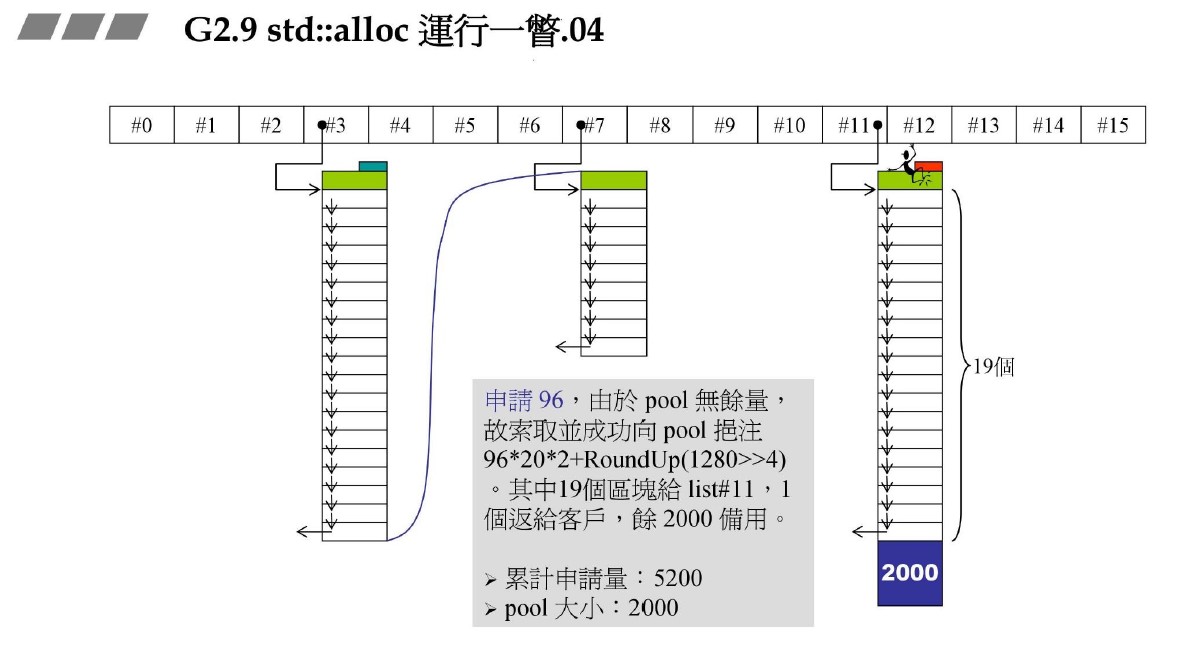 G2.9 std::alloc 運行一瞥.04
#0 #1 #2 #3 #4 #5 #6 #7 #8 #9 #10 #11 #12 #13 #14 #15
19個
申請 96，由於 pool 無餘量，
故索取並成功向 pool 挹注
96*20*2+RoundUp(1280>>4)
。其中19個區塊給 list#11，1
個返給客戶，餘 2000 備用。
➢ 累計申請量：5200
➢ pool 大小：2000
2000